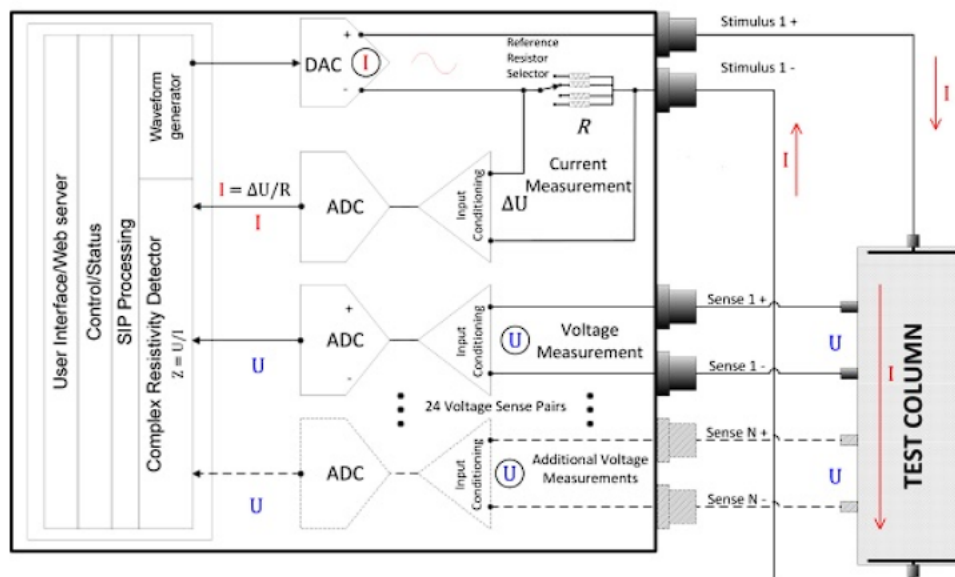 User Interface/Web server
Control/Status
SIP Processing
Waveform
generator
Complex Resistivity Detector
Z = U/I
DAC
+
I
-
Reference
Resistor
Selector
R
Current
Measurement
I = ΔU/R
I
ADC
Input
Conditioning
ΔU
Stimulus 1 +
Stimulus 1 -
I
I
U
ADC
+
-
Input
Conditioning
U
Voltage
Measurement
Sense 1 +
Sense 1 -
U
24 Voltage Sense Pairs
U
ADC
Input
Conditioning
U
Additional Voltage
Measurements
Sense N +
Sense N -
U
I
TEST COLUMN